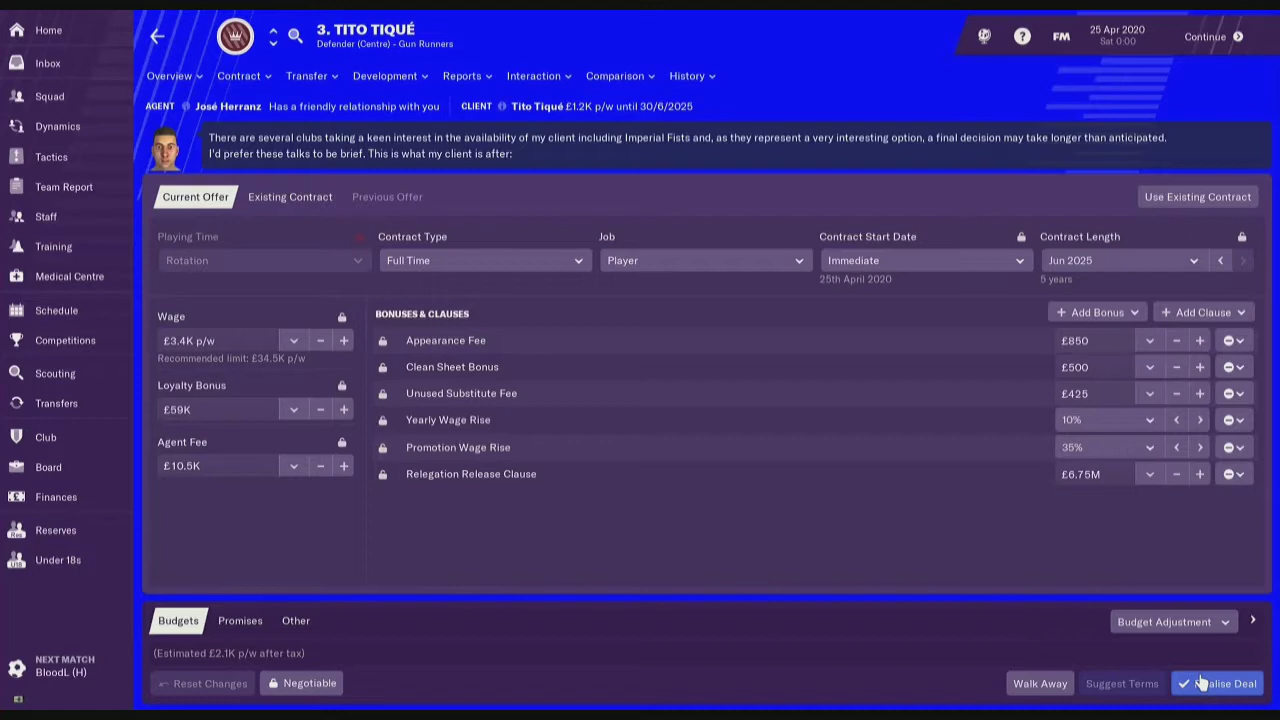 Home
Inbox
Squad
Dynamics
Tactics
Team Report
Staff
Training
Medical Centre
Schedule
Competitions
Scouting
Transfers
Club
Board
Finances
Reserves
Under 18s
NEXT MATCH
BloodL (H)
3. TITO TIQUÉ
Defender (Centre) - Gun Runners
FM
25 Apr 2020
Sat 0:00
Continue
Overview Contract Transfer Development Reports Interaction Comparison History
AGENT José Herranz Has a friendly relationship with you CLIENT Tito Tiqué £1.2K p/w until 30/6/2025
There are several clubs taking a keen interest in the availability of my client including Imperial Fists and, as they represent a very interesting option, a final decision may take longer than anticipated.
I'd prefer these talks to be brief. This is what my client is after:
Current Offer Existing Contract Previous Offer Use Existing Contract
Playing Time Contract Type Job Contract Start Date Contract Length
Rotation Full Time Player Immediate Jun 2025
25th April 2020 5 years
Wage
£3.4K p/w
Recommended limit: £34.5K p/w
Loyalty Bonus
£59K
Agent Fee
£10.5K
BONUSES & CLAUSES + Add Bonus + Add Clause
Appearance Fee £850
Clean Sheet Bonus £500
Unused Substitute Fee £425
Yearly Wage Rise 10%
Promotion Wage Rise 35%
Relegation Release Clause £6.75M
Budgets Promises Other Budget Adjustment
(Estimated £2.1K p/w after tax)
Reset Changes Negotiable Walk Away Suggest Terms Deal